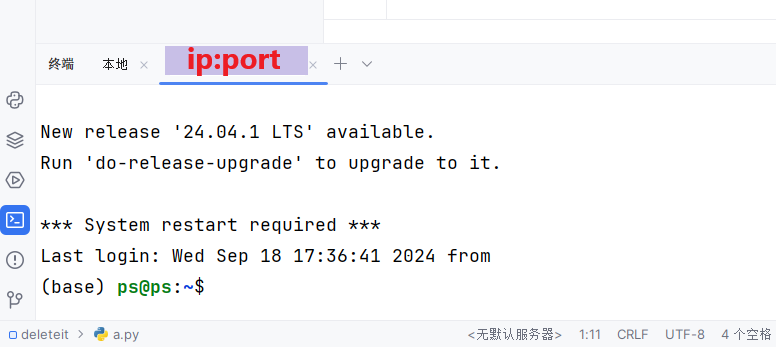 终端 本地 ip:port
New release '24.04.1 LTS' available.
Run 'do-release-upgrade' to upgrade to it.
*** System restart required ***
Last login: Wed Sep 18 17:36:41 2024 from
(base) ps@ps:~$
deleteit > a.py <无默认服务器> 1:11 CRLF UTF-8 4 个空格